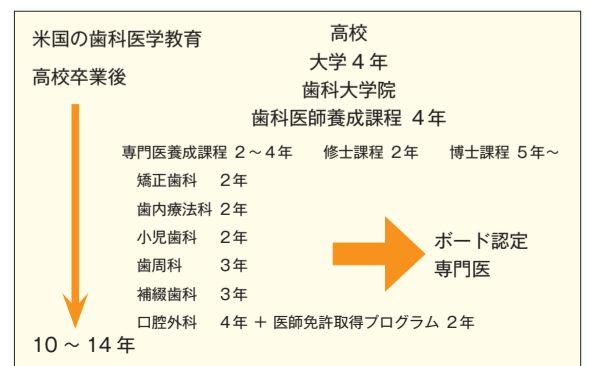 米国の歯科医学教育
高校卒業後
高校
大学 4 年
歯科大学院
歯科医師養成課程 4 年
専門医養成課程 2～4年 修士課程 2年 博士課程 5年～
矯正歯科 2年
歯内療法科 2年
小児歯科 2年
歯周科 3年
補綴歯科 3年
口腔外科 4年 + 医師免許取得プログラム 2年
ボード認定
専門医
10 ～ 14 年